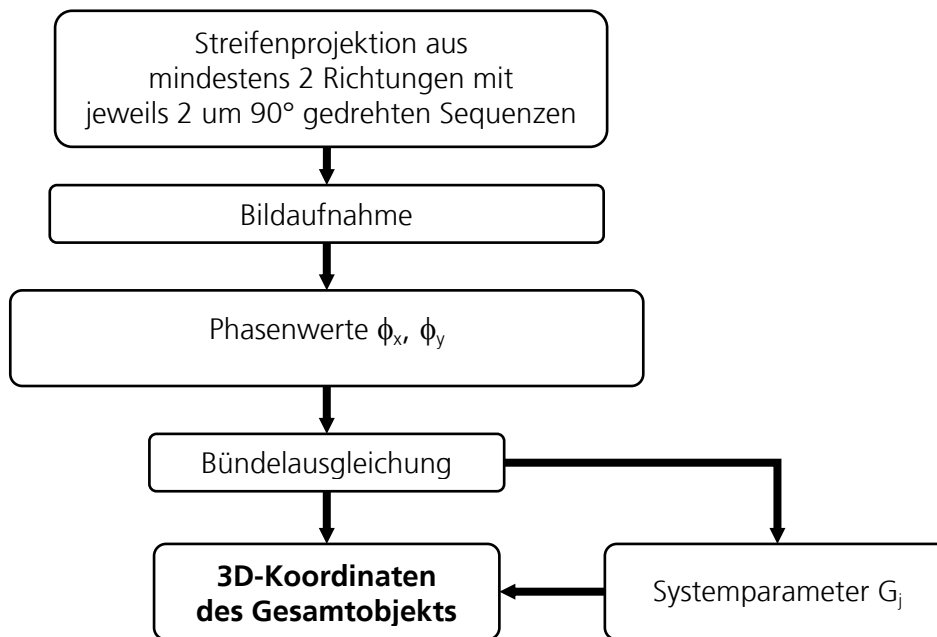 Streifenprojektion aus
mindestens 2 Richtungen mit
jeweils 2 um 90° gedrehten Sequenzen
Bildaufnahme
Phasenwerte ϕx, ϕy
Bündelausgleichung
3D-Koordinaten
des Gesamtobjekts
Systemparameter Gj